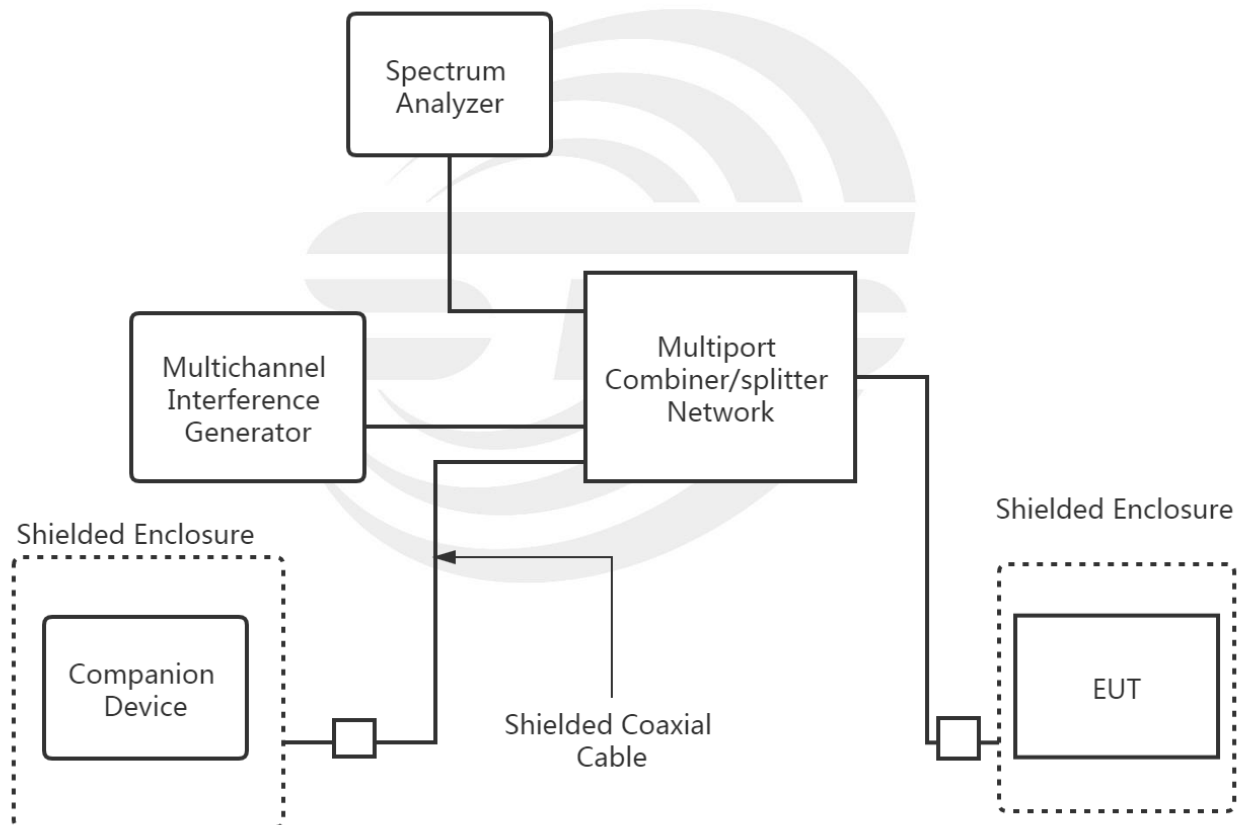 Spectrum
Analyzer
Multichannel
Interference
Generator
Multiport
Combiner/splitter
Network
Shielded Enclosure
Shielded Enclosure
Companion
Device
Shielded Coaxial
Cable
EUT